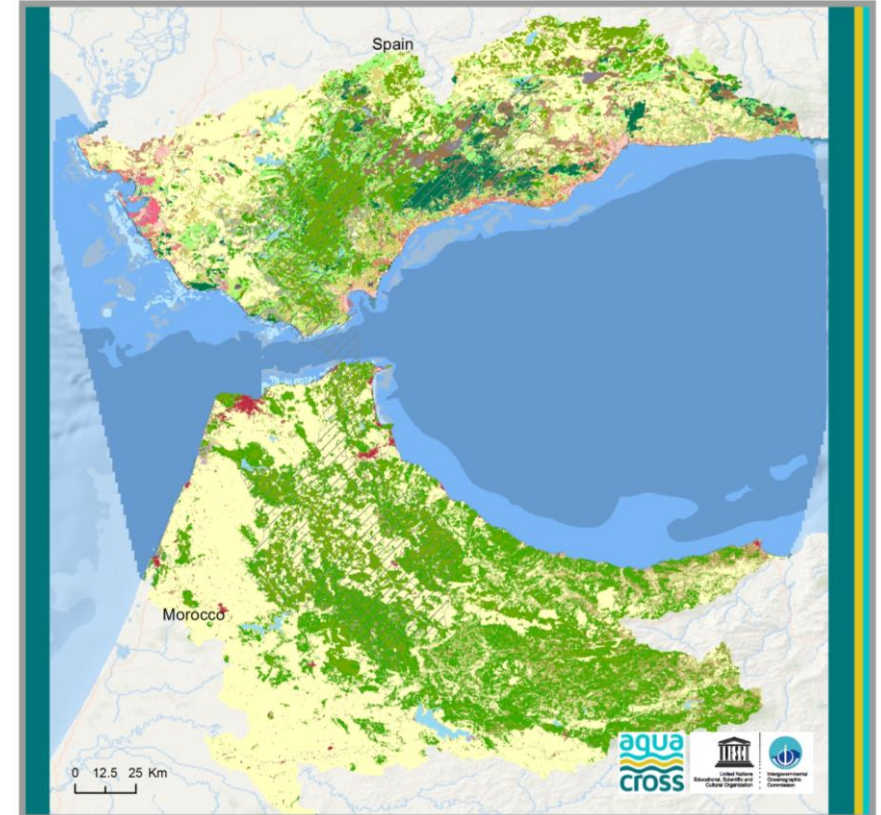 Spain
Morocco
0 12.5 25 Km
aqua
cross
United Nations
Educational, Scientific and
Cultural Organization
Intergovernmental
Oceanographic
Commission